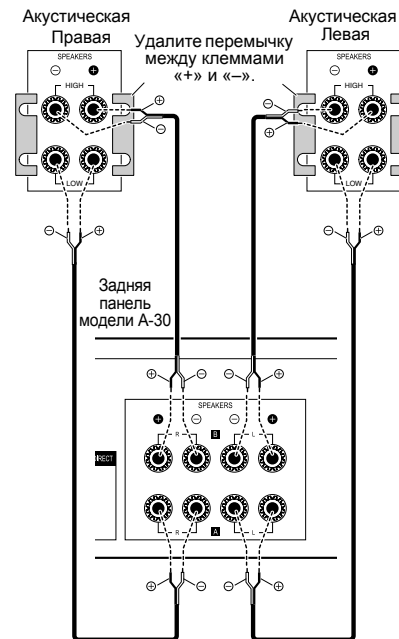 Акустическая
Правая
Удалите перемычку
между клеммами
«+» и «–».
Акустическая
Левая
SPEAKERS
⊖ ⊕
HIGH
LOW
⊕
⊖
⊖ ⊕
SPEAKERS
⊖ ⊕
HIGH
LOW
⊖
⊕
⊖ ⊕
Задняя
панель
модели A-30
⊕ ⊖ ⊖ ⊕
SPEAKERS
⊕ ⊖ ⊖ ⊕
R B L
DIRECT
R A L
⊕ ⊖ ⊖ ⊕